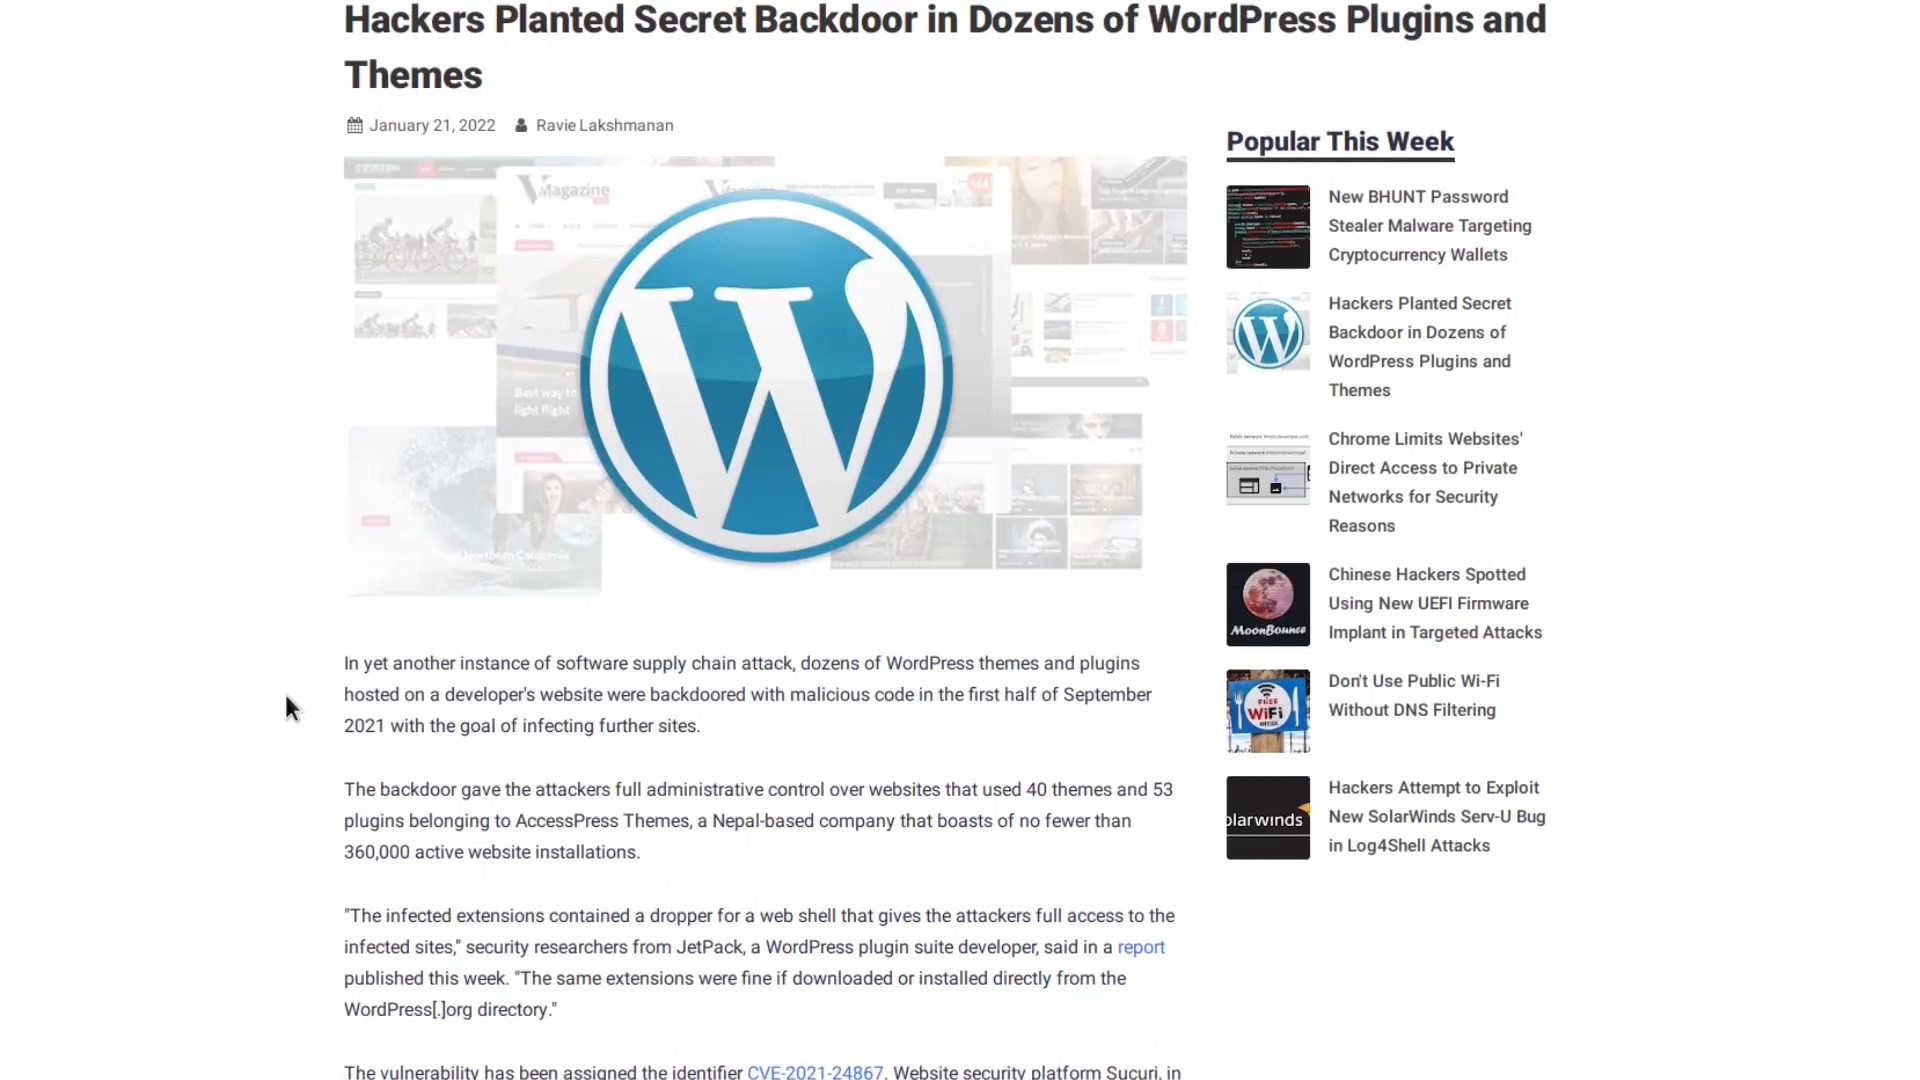 Hackers Planted Secret Backdoor in Dozens of WordPress Plugins and
Themes
January 21, 2022 Ravie Lakshmanan
Magazine
Best way to
light flight
In yet another instance of software supply chain attack, dozens of WordPress themes and plugins
hosted on a developer's website were backdoored with malicious code in the first half of September
2021 with the goal of infecting further sites.
The backdoor gave the attackers full administrative control over websites that used 40 themes and 53
plugins belonging to AccessPress Themes, a Nepal-based company that boasts of no fewer than
360,000 active website installations.
"The infected extensions contained a dropper for a web shell that gives the attackers full access to the
infected sites," security researchers from JetPack, a WordPress plugin suite developer, said in a report
published this week. "The same extensions were fine if downloaded or installed directly from the
WordPress[.]org directory."
The vulnerability has been assigned the identifier CVE-2021-24867. Website security platform Sucuri, in
Popular This Week
New BHUNT Password
Stealer Malware Targeting
Cryptocurrency Wallets
Hackers Planted Secret
Backdoor in Dozens of
WordPress Plugins and
Themes
Chrome Limits Websites'
Direct Access to Private
Networks for Security
Reasons
MoonBounce
Chinese Hackers Spotted
Using New UEFI Firmware
Implant in Targeted Attacks
FREE
WiFi
Don't Use Public Wi-Fi
Without DNS Filtering
olarwinds
Hackers Attempt to Exploit
New SolarWinds Serv-U Bug
in Log4Shell Attacks